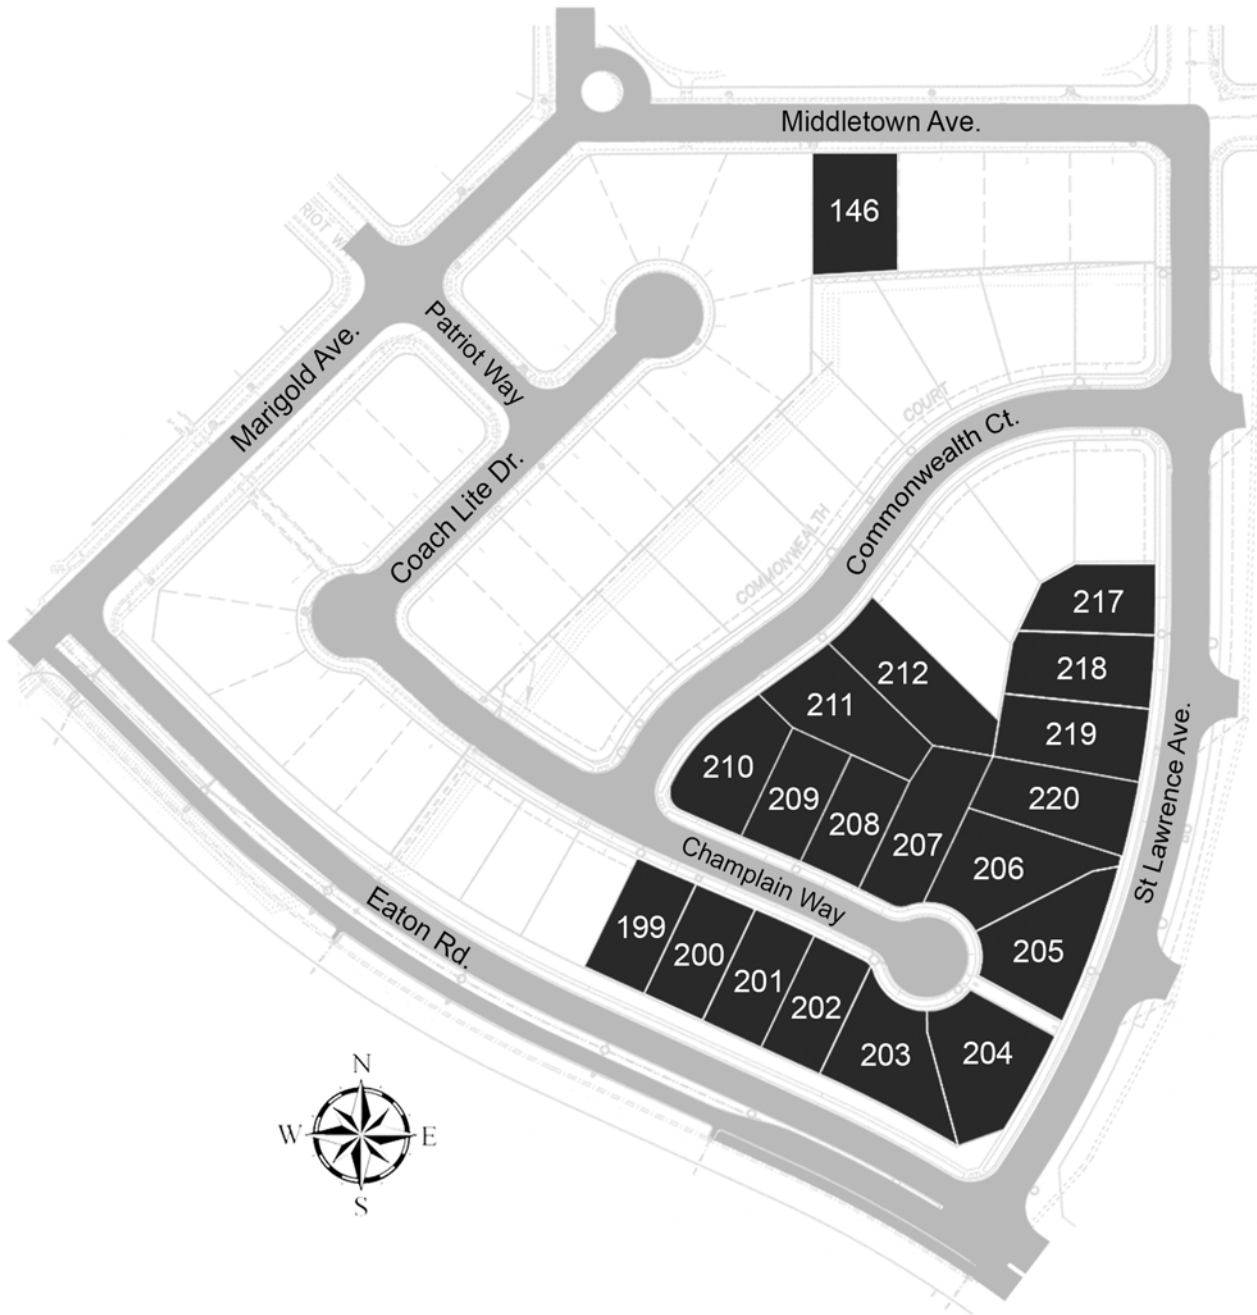 Middletown Ave.
146
RIOT W
Patriot Way
Marigold Ave.
COURT
Commonwealth Ct.
Coach Lite Dr.
COMMONWEALTH
217
218
212
211
219
210
209
220
208
207
206
Champlain Way
St Lawrence Ave.
Eaton Rd.
199
200
205
201
202
203
204
N
W
E
S